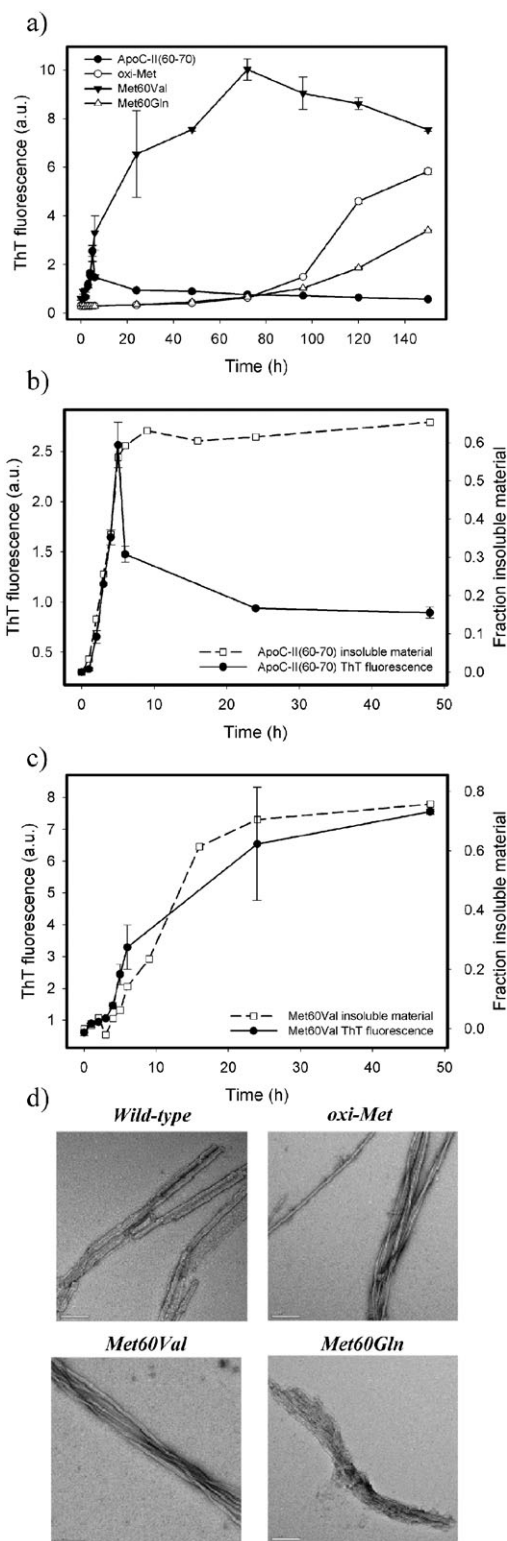 a)
ApoC-II(60-70)
oxi-Met
Met60Val
Met60Gln
10
8
6
4
2
0
ThT fluorescence (a.u.)
0 20 40 60 80 100 120 140
Time (h)
b)
2.5
2.0
1.5
1.0
0.5
ThT fluorescence (a.u.)
0.6
0.5
0.4
0.3
0.2
0.1
0.0
Fraction insoluble material
ApoC-II(60-70) insoluble material
ApoC-II(60-70) ThT fluorescence
0 10 20 30 40 50
Time (h)
c)
8
7
6
5
4
3
2
1
ThT fluorescence (a.u.)
0.8
0.6
0.4
0.2
0.0
Fraction insoluble material
Met60Val insoluble material
Met60Val ThT fluorescence
0 10 20 30 40 50
Time (h)
d)
Wild-type oxi-Met
Met60Val Met60Gln